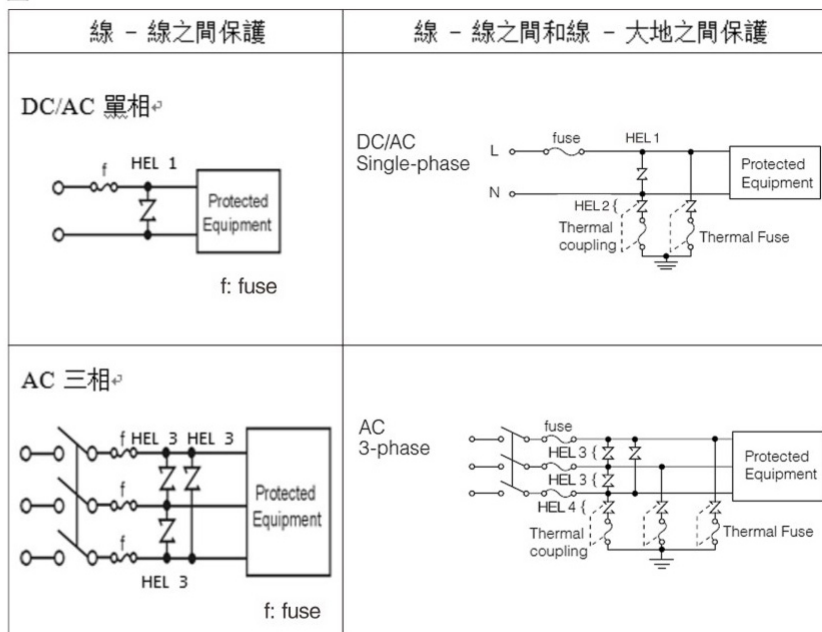 線 - 線之間保護
線 - 線之間和線 - 大地之間保護
DC/AC 單相↵
f HEL 1
Protected
Equipment
f: fuse
DC/AC
Single-phase
L fuse HEL 1
N
Protected
Equipment
HEL 2 {
Thermal
coupling
Thermal Fuse
AC 三相↵
f HEL 3 HEL 3
f
f
HEL 3
Protected
Equipment
f: fuse
AC
3-phase
fuse
HEL 3 {
HEL 3 {
HEL 4 {
Protected
Equipment
Thermal
coupling
Thermal Fuse